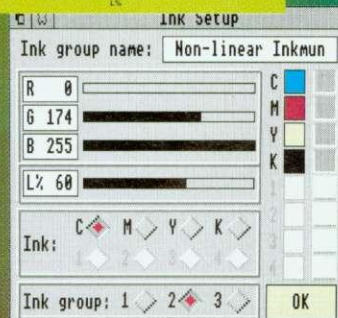 Ink Setup
Ink group name: Non-linear Inkmun
R 0
G 174
B 255
L% 60
C
M
Y
K
1
2
3
4
Ink: C M Y K
1 2 3 4
Ink group: 1 2 3
OK